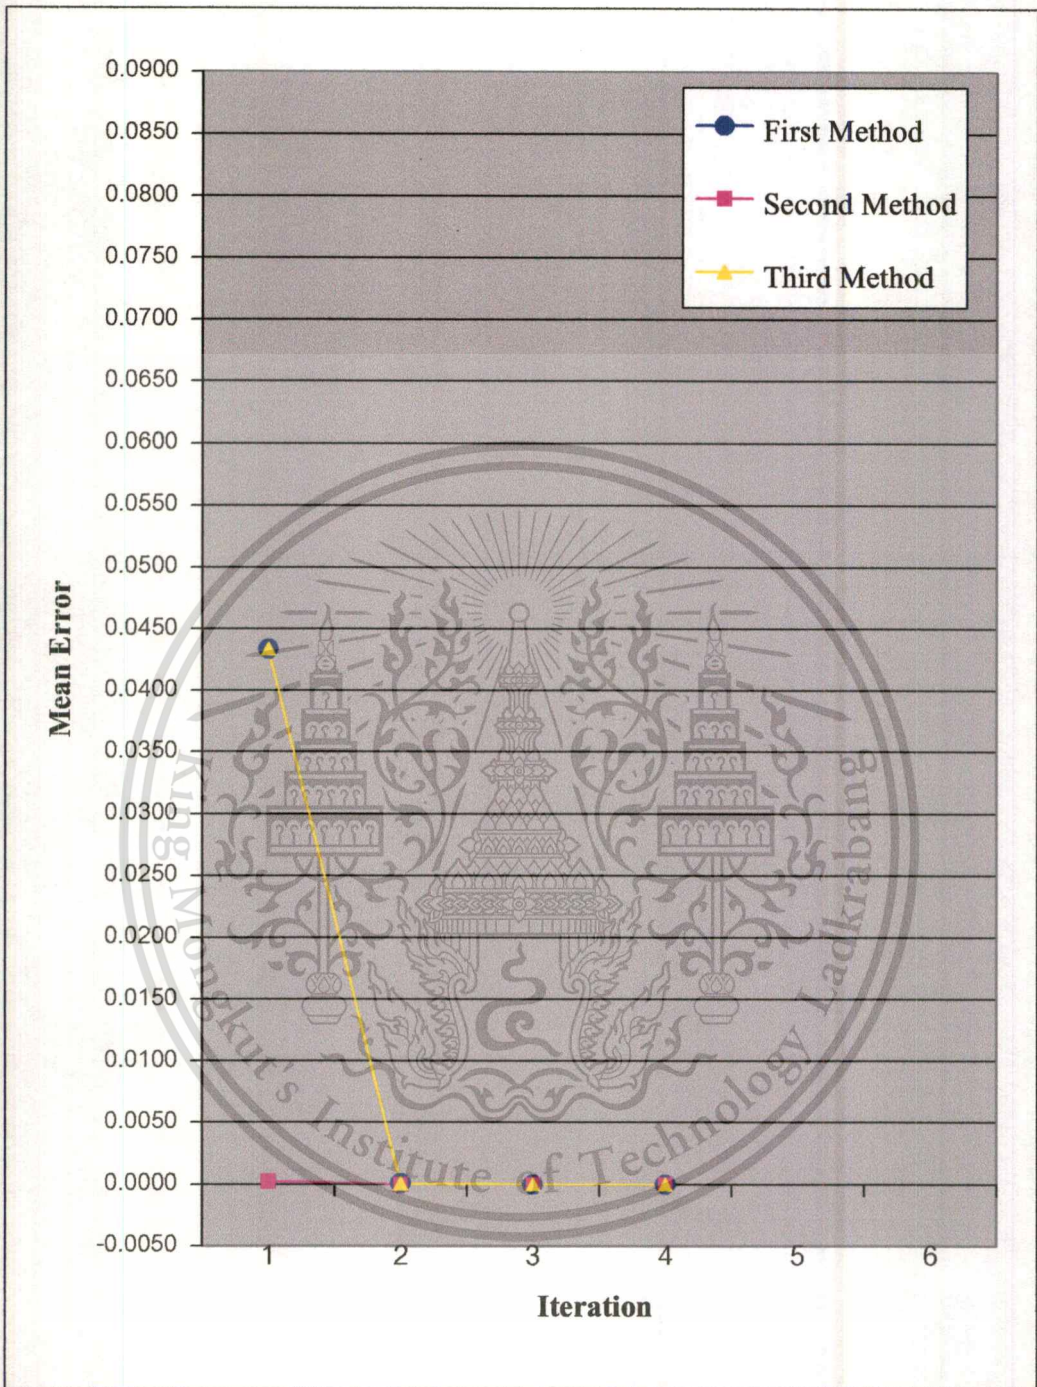 0.0900
0.0850
0.0800
0.0750
0.0700
0.0650
0.0600
0.0550
0.0500
0.0450
0.0400
0.0350
0.0300
0.0250
0.0200
0.0150
0.0100
0.0050
0.0000
-0.0050
Mean Error
First Method
Second Method
Third Method
King Mongkut's Institute of Technology Ladkrabang
1 2 3 4 5 6
Iteration